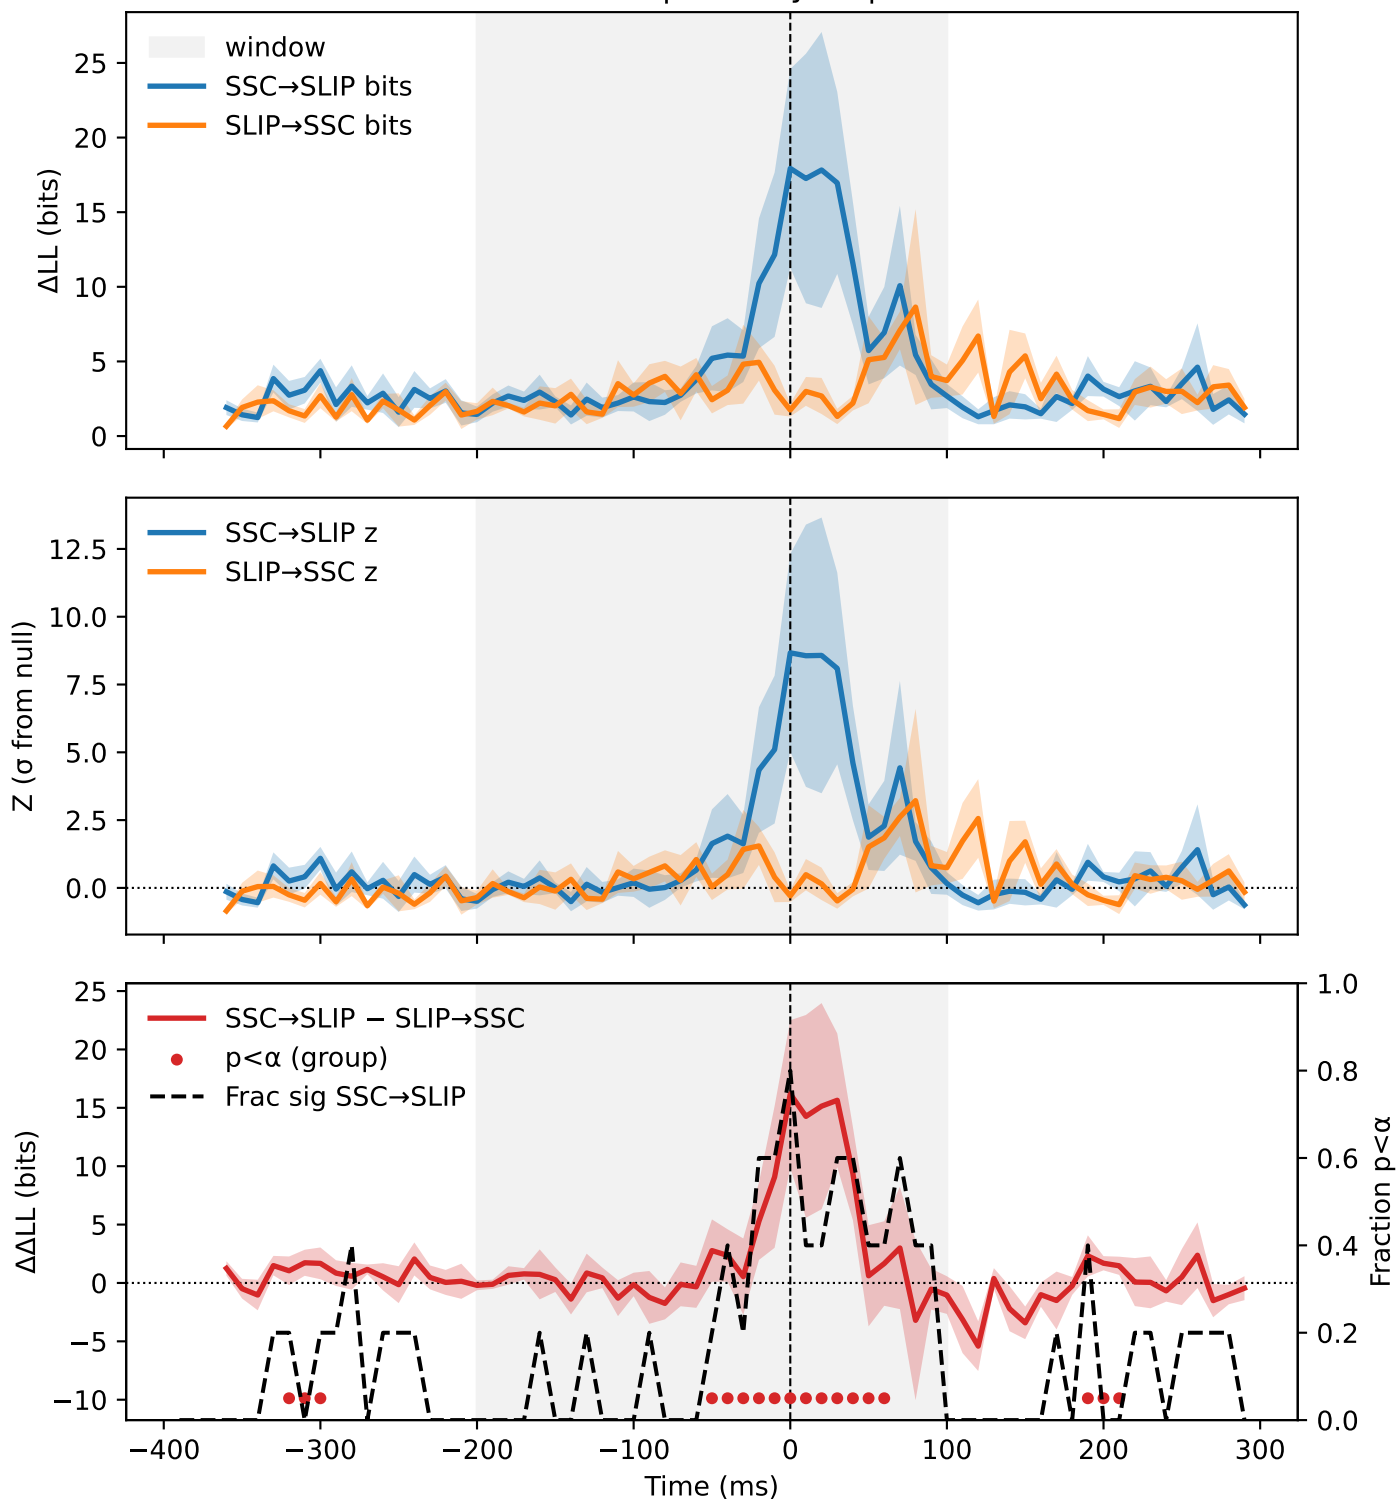 window
SSC→SLIP bits
SLIP→SSC bits
ΔLL (bits)
25
20
15
10
5
0
SSC→SLIP z
SLIP→SSC z
Z (σ from null)
12.5
10.0
7.5
5.0
2.5
0.0
SSC→SLIP − SLIP→SSC
p<α (group)
Frac sig SSC→SLIP
ΔΔLL (bits)
25
20
15
10
5
0
−5
−10
1.0
0.8
0.6
0.4
0.2
0.0
Fraction p<α
−400 −300 −200 −100 0 100 200 300
Time (ms)